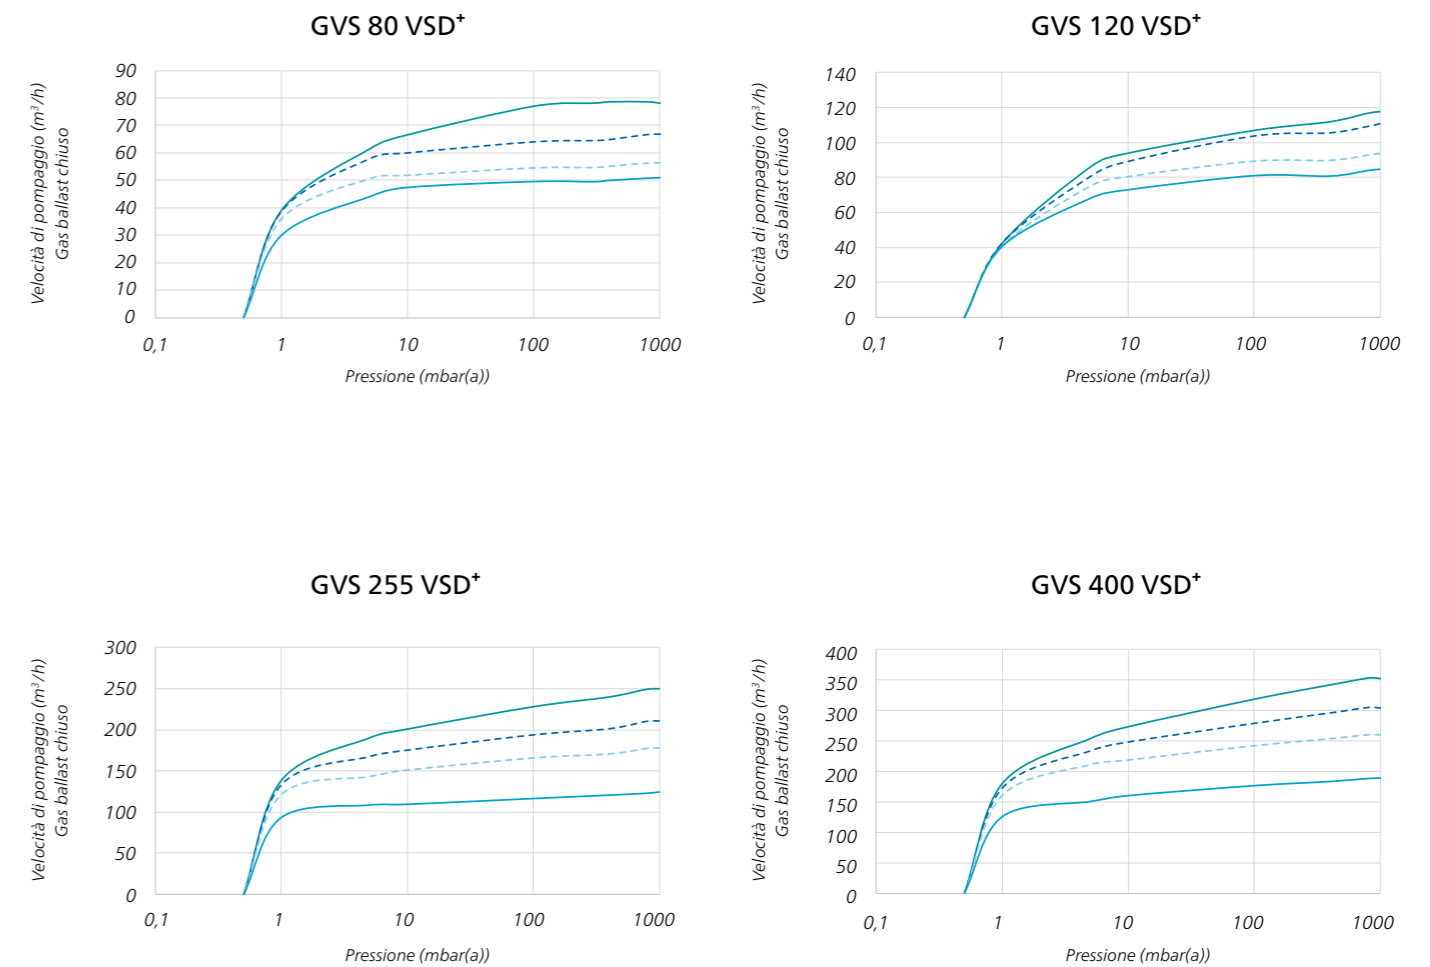 GVS 80 VSD⁺
Velocità di pompaggio (m³/h)
Gas ballast chiuso
90
80
70
60
50
40
30
20
10
0
0,1 1 10 100 1000
Pressione (mbar(a))
GVS 120 VSD⁺
Velocità di pompaggio (m³/h)
Gas ballast chiuso
140
120
100
80
60
40
20
0
0,1 1 10 100 1000
Pressione (mbar(a))
GVS 255 VSD⁺
Velocità di pompaggio (m³/h)
Gas ballast chiuso
300
250
200
150
100
50
0
0,1 1 10 100 1000
Pressione (mbar(a))
GVS 400 VSD⁺
Velocità di pompaggio (m³/h)
Gas ballast chiuso
400
350
300
250
200
150
100
50
0
0,1 1 10 100 1000
Pressione (mbar(a))